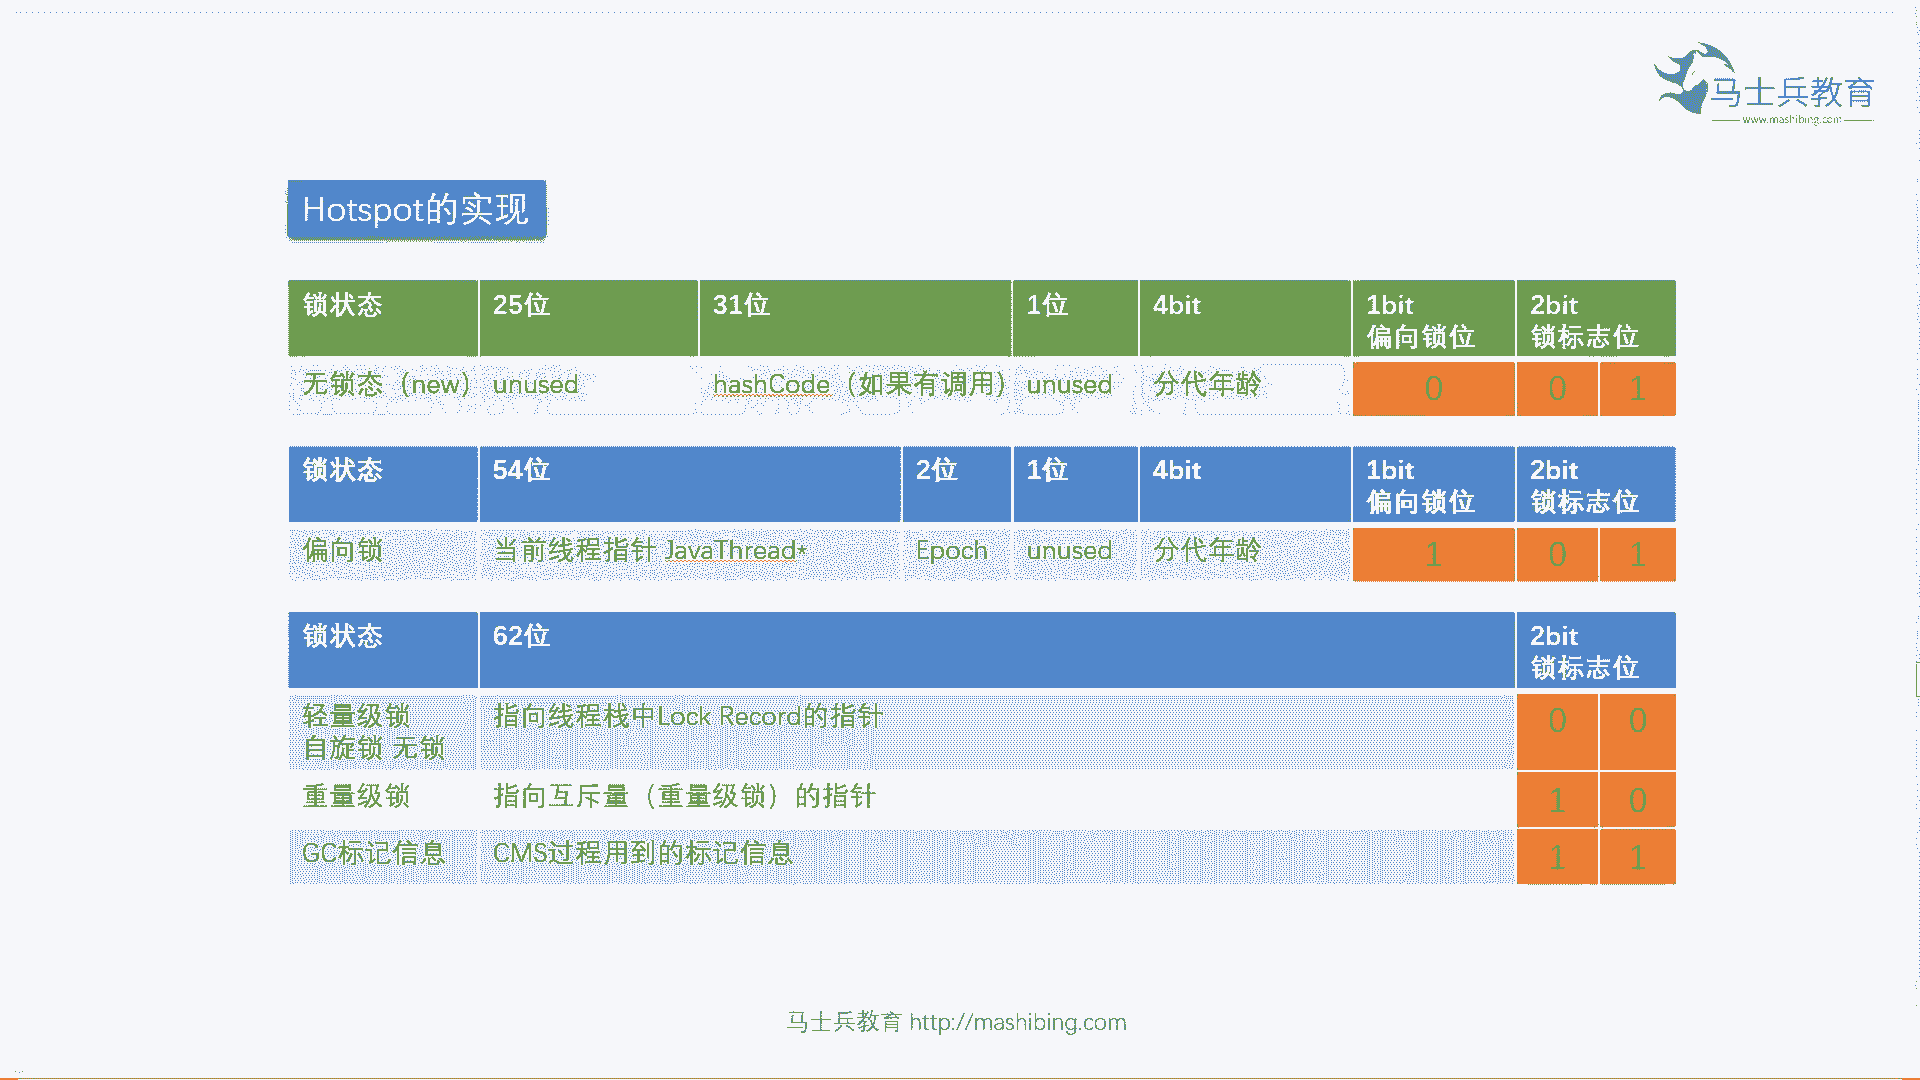 马士兵教育
www.mashibing.com
Hotspot的实现
锁状态 25位 31位 1位 4bit 1bit 偏向锁位 2bit 锁标志位
无锁态（new） unused hashCode（如果有调用） unused 分代年龄 0 0 1
锁状态 54位 2位 1位 4bit 1bit 偏向锁位 2bit 锁标志位
偏向锁 当前线程指针 JavaThread* Epoch unused 分代年龄 1 0 1
锁状态 62位 2bit 锁标志位
轻量级锁 自旋锁 无锁 指向线程栈中Lock Record的指针 0 0
重量级锁 指向互斥量（重量级锁）的指针 1 0
GC标记信息 CMS过程用到的标记信息 1 1
马士兵教育 http://mashibing.com